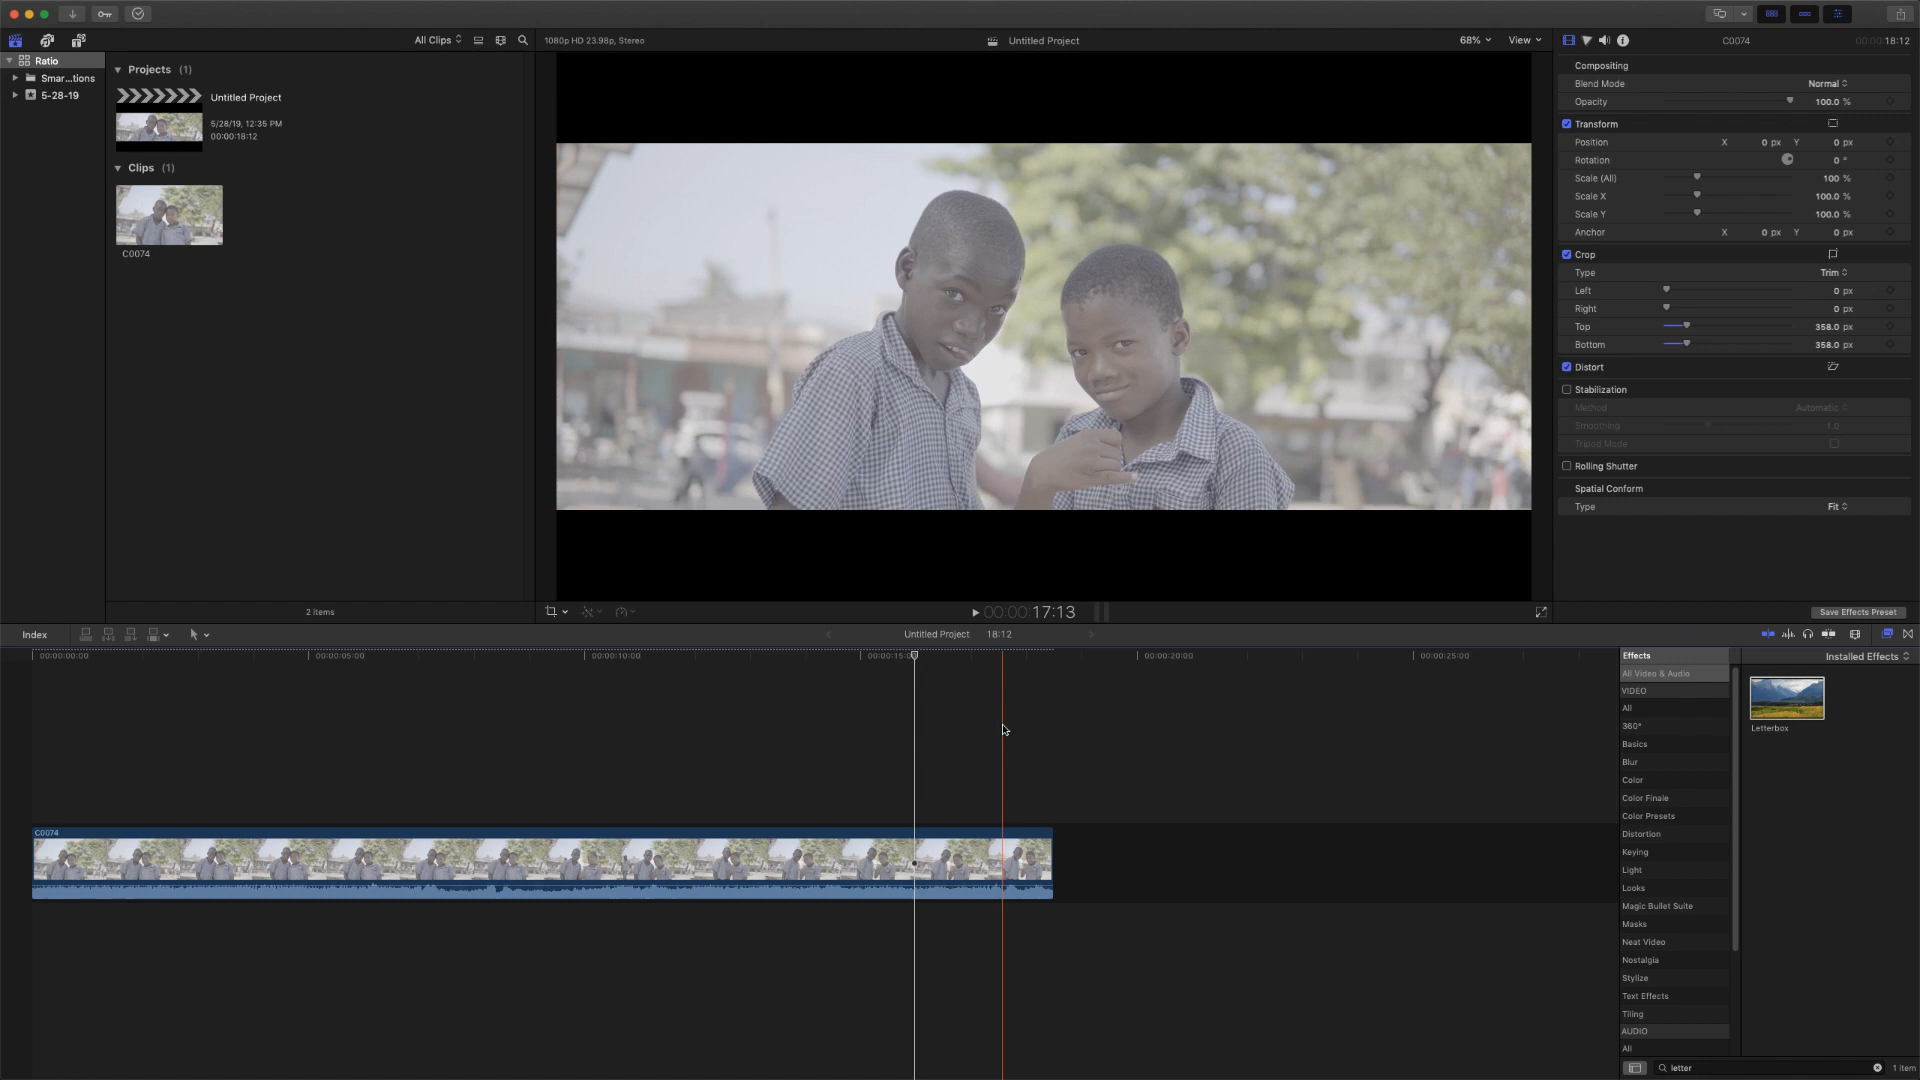 All Clips
1080p HD 23.98p, Stereo
Untitled Project
68%
View
C0074
00:00:18:12
Ratio
Smar...tions
5-28-19
Projects (1)
Untitled Project
5/28/19, 12:35 PM
00:00:18:12
Clips (1)
C0074
2 items
Compositing
Blend Mode Normal
Opacity 100.0 %
Transform
Position X 0 px Y 0 px
Rotation 0 °
Scale (All) 100 %
Scale X 100.0 %
Scale Y 100.0 %
Anchor X 0 px Y 0 px
Crop
Type Trim
Left 0 px
Right 0 px
Top 358.0 px
Bottom 358.0 px
Distort
Stabilization
Method Automatic
Smoothing 1.0
Tripod Mode
Rolling Shutter
Spatial Conform
Type Fit
00:00:17:13
Save Effects Preset
Index
Untitled Project 18:12
00:00:00:00
00:00:05:00
00:00:10:00
00:00:15:00
00:00:20:00
00:00:25:00
C0074
Effects
Installed Effects
All Video & Audio
VIDEO
All
360°
Basics
Blur
Color
Color Finale
Color Presets
Distortion
Keying
Light
Looks
Magic Bullet Suite
Masks
Neat Video
Nostalgia
Stylize
Text Effects
Tiling
AUDIO
All
Letterbox
letter
1 item